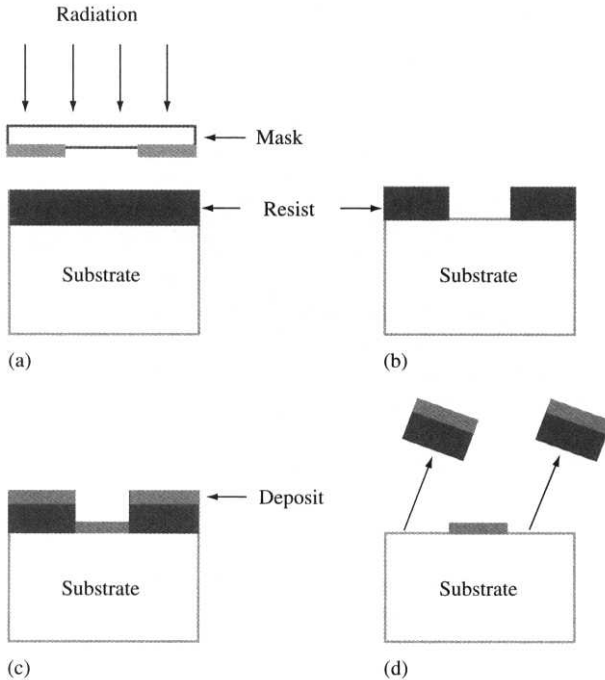 Radiation
Mask
Resist
Substrate
Substrate
(a)
(b)
Deposit
Substrate
Substrate
(c)
(d)